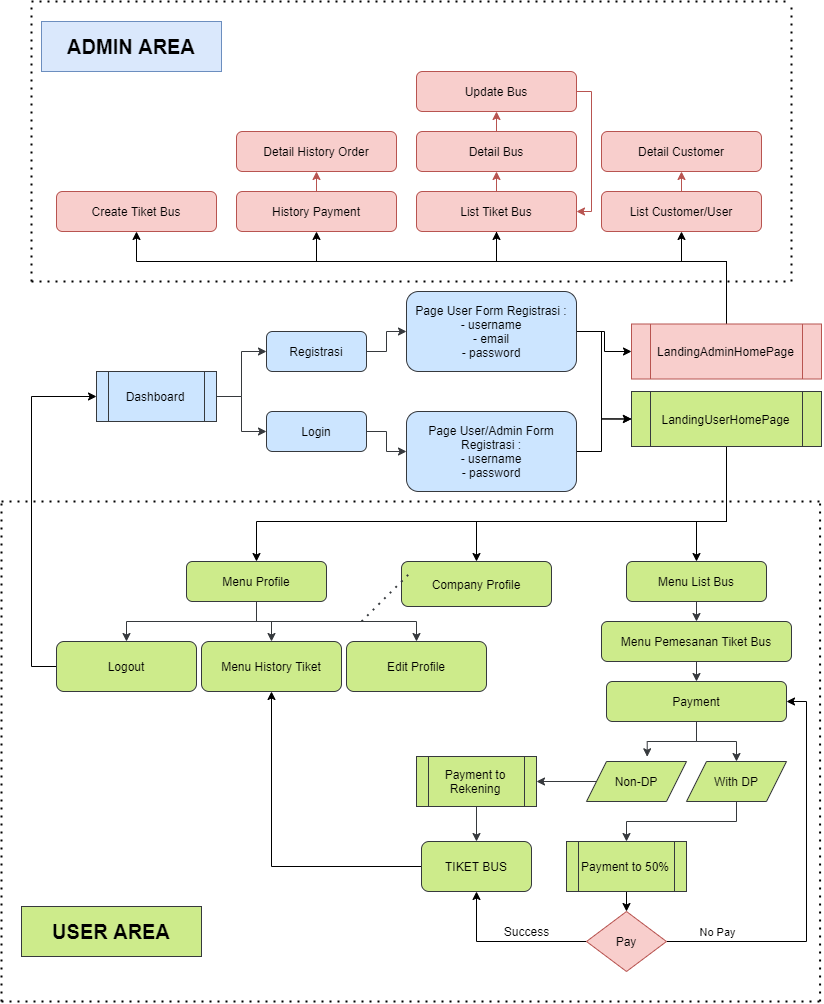 ADMIN AREA
Update Bus
Detail History Order
Detail Bus
Detail Customer
Create Tiket Bus
History Payment
List Tiket Bus
List Customer/User
Page User Form Registrasi :
- username
- email
- password
Registrasi
LandingAdminHomePage
Dashboard
Login
Page User/Admin Form
Registrasi :
- username
- password
LandingUserHomePage
Menu Profile
Company Profile
Menu List Bus
Menu Pemesanan Tiket Bus
Logout
Menu History Tiket
Edit Profile
Payment
Payment to
Rekening
Non-DP
With DP
TIKET BUS
Payment to 50%
Success
Pay
No Pay
USER AREA